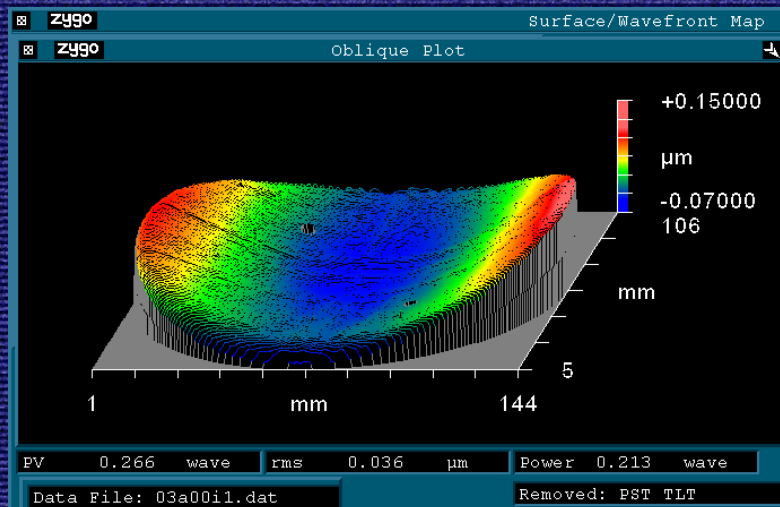 zygo Surface/Wavefront Map
zygo Oblique Plot
+0.15000
µm
-0.07000
106
mm
5
1 mm 144
PV 0.266 wave rms 0.036 µm Power 0.213 wave
Data File: 03a00i1.dat Removed: PST TLT